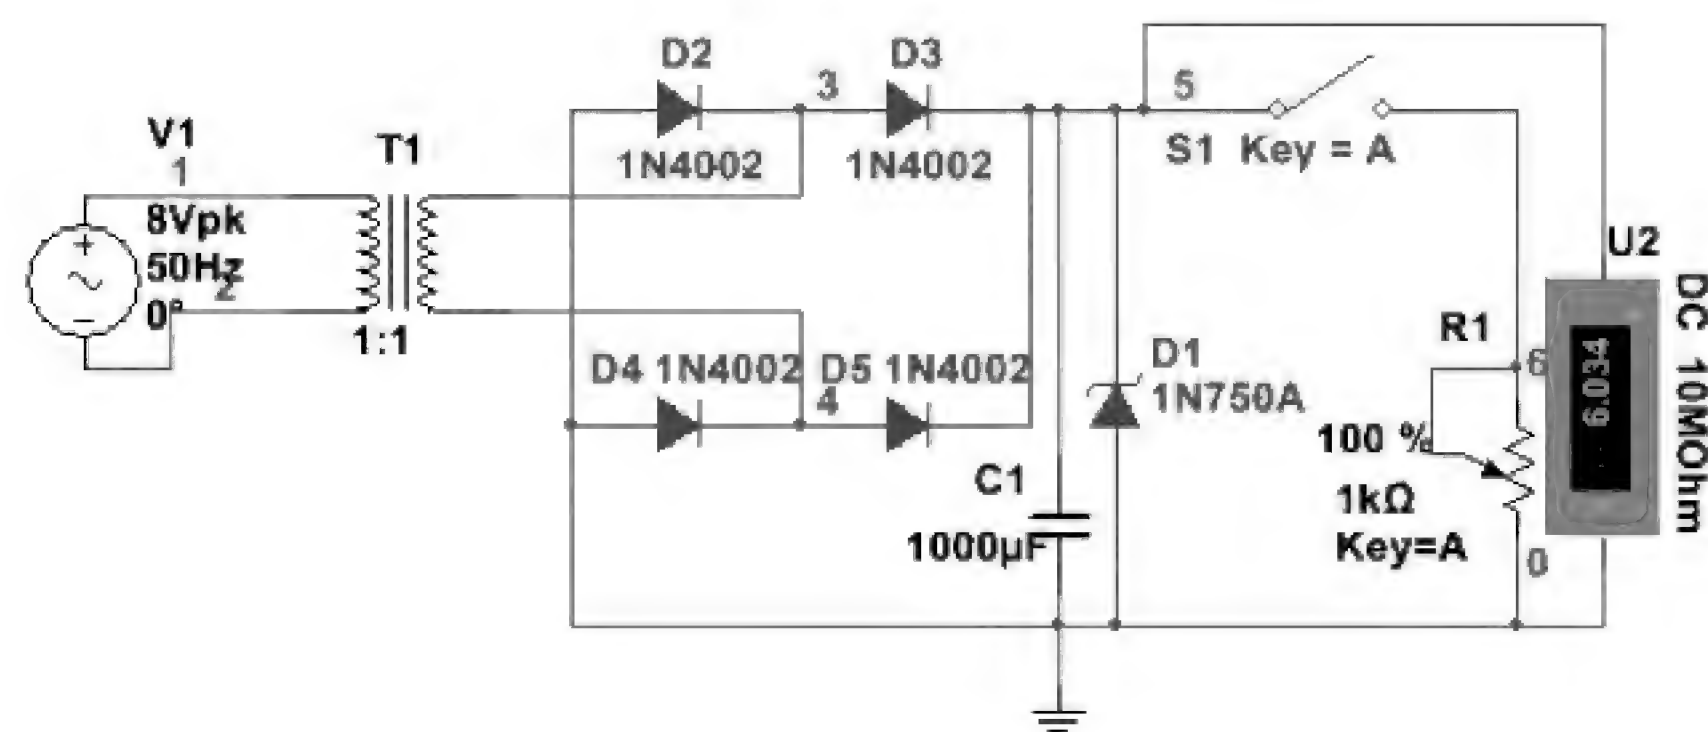 D2
3
D3
V1
1
T1
1N4002
1N4002
5
S1 Key = A
8Vpk
50Hz
2
0°
1:1
U2
DC 10MOhm
R1
6
6.034
D4 1N4002
D5 1N4002
4
D1
1N750A
100 %
C1
1kΩ
1000µF
Key=A
0